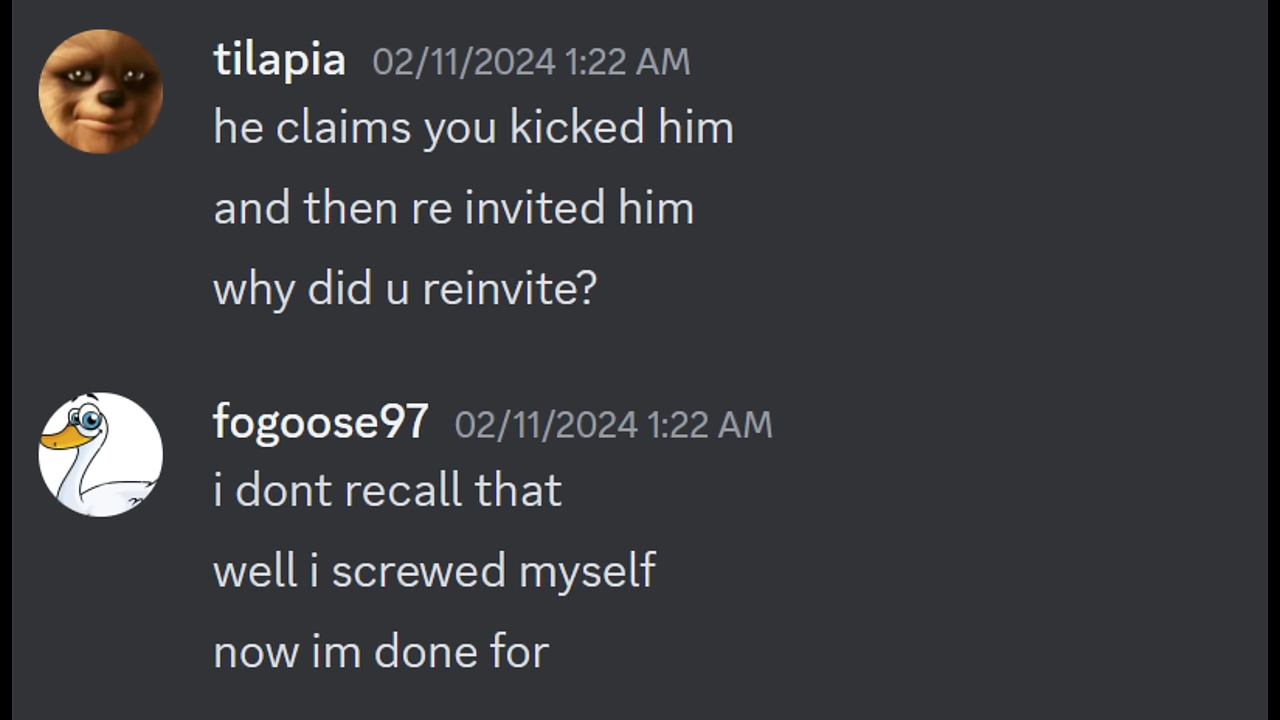 tilapia 02/11/2024 1:22 AM
he claims you kicked him
and then re invited him
why did u reinvite?
fogoose97 02/11/2024 1:22 AM
i dont recall that
well i screwed myself
now im done for